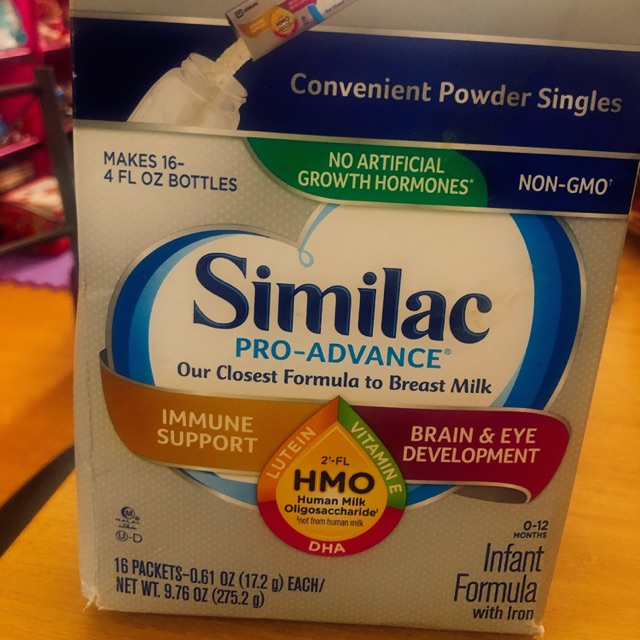 Convenient Powder Singles
MAKES 16–
4 FL OZ BOTTLES
NO ARTIFICIAL
GROWTH HORMONES*
NON-GMO†
Similac
PRO-ADVANCE®
Our Closest Formula to Breast Milk
IMMUNE
SUPPORT
LUTEIN
VITAMIN E
BRAIN & EYE
DEVELOPMENT
2'-FL
HMO
Human Milk
Oligosaccharide‡
‡not from human milk
DHA
M
HALAL
U-D
0-12
MONTHS
16 PACKETS–0.61 OZ (17.2 g) EACH/
NET WT. 9.76 OZ (275.2 g)
Infant
Formula
with Iron